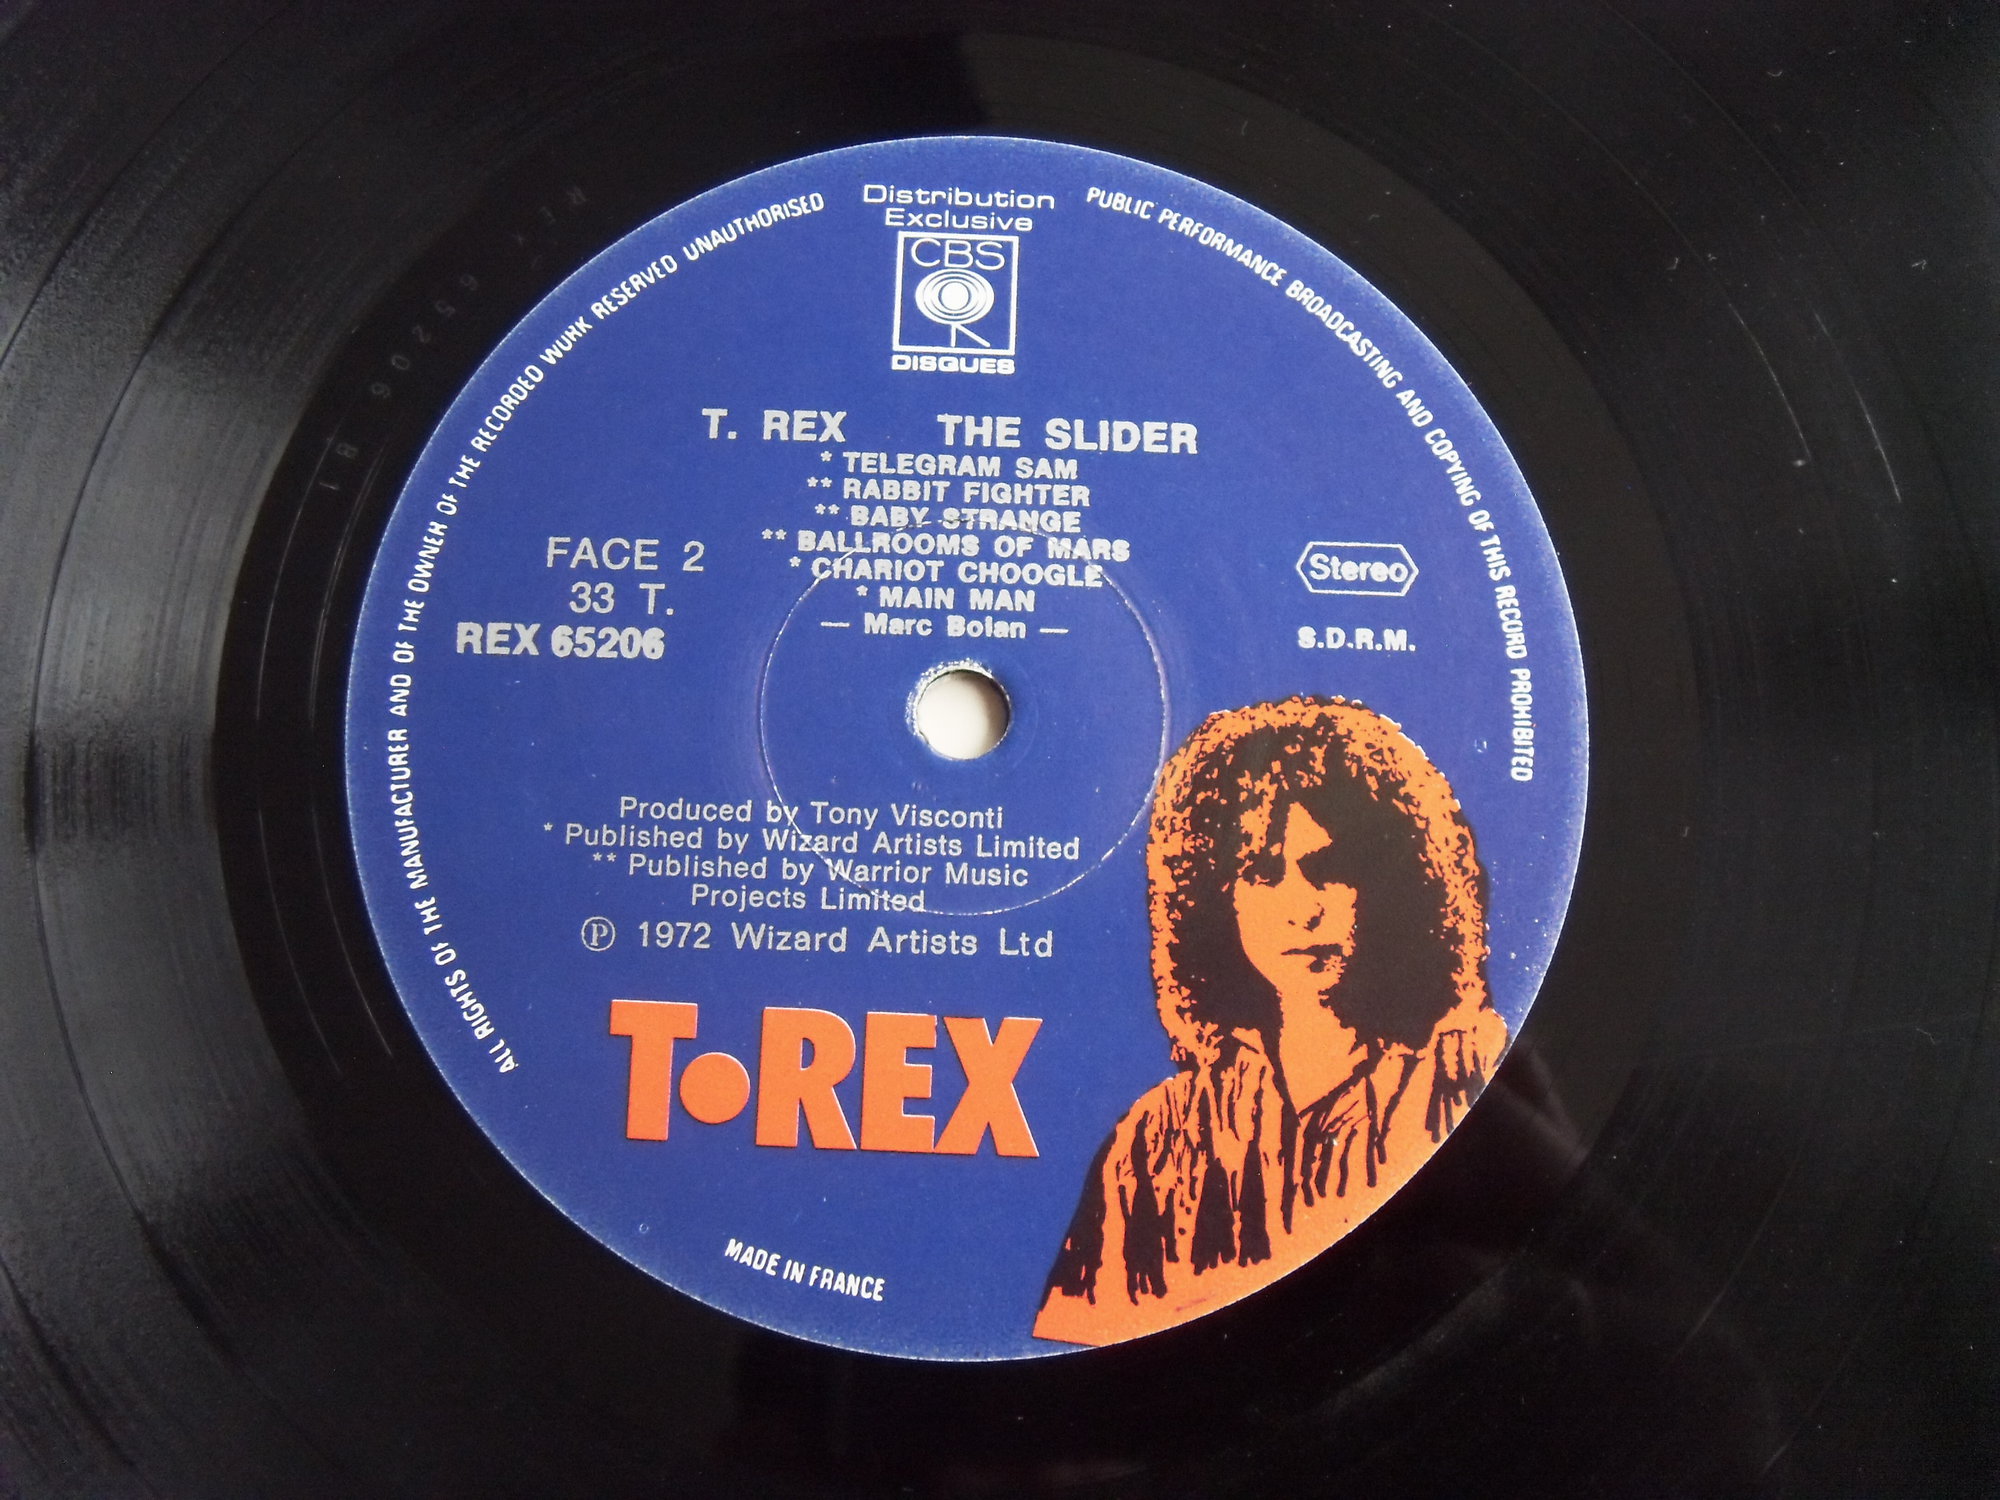 ALL RIGHTS OF THE MANUFACTURER AND OF THE OWNER OF THE RECORDED WORK RESERVED UNAUTHORISED
PUBLIC PERFORMANCE BROADCASTING AND COPYING OF THIS RECORD PROHIBITED
Distribution
Exclusive
CBS
DISQUES
T. REX THE SLIDER
* TELEGRAM SAM
** RABBIT FIGHTER
** BABY STRANGE
** BALLROOMS OF MARS
* CHARIOT CHOOGLE
* MAIN MAN
— Marc Bolan —
FACE 2
33 T.
REX 65206
Stereo
S.D.R.M.
Produced by Tony Visconti
* Published by Wizard Artists Limited
** Published by Warrior Music
Projects Limited
Ⓟ 1972 Wizard Artists Ltd
T•REX
MADE IN FRANCE